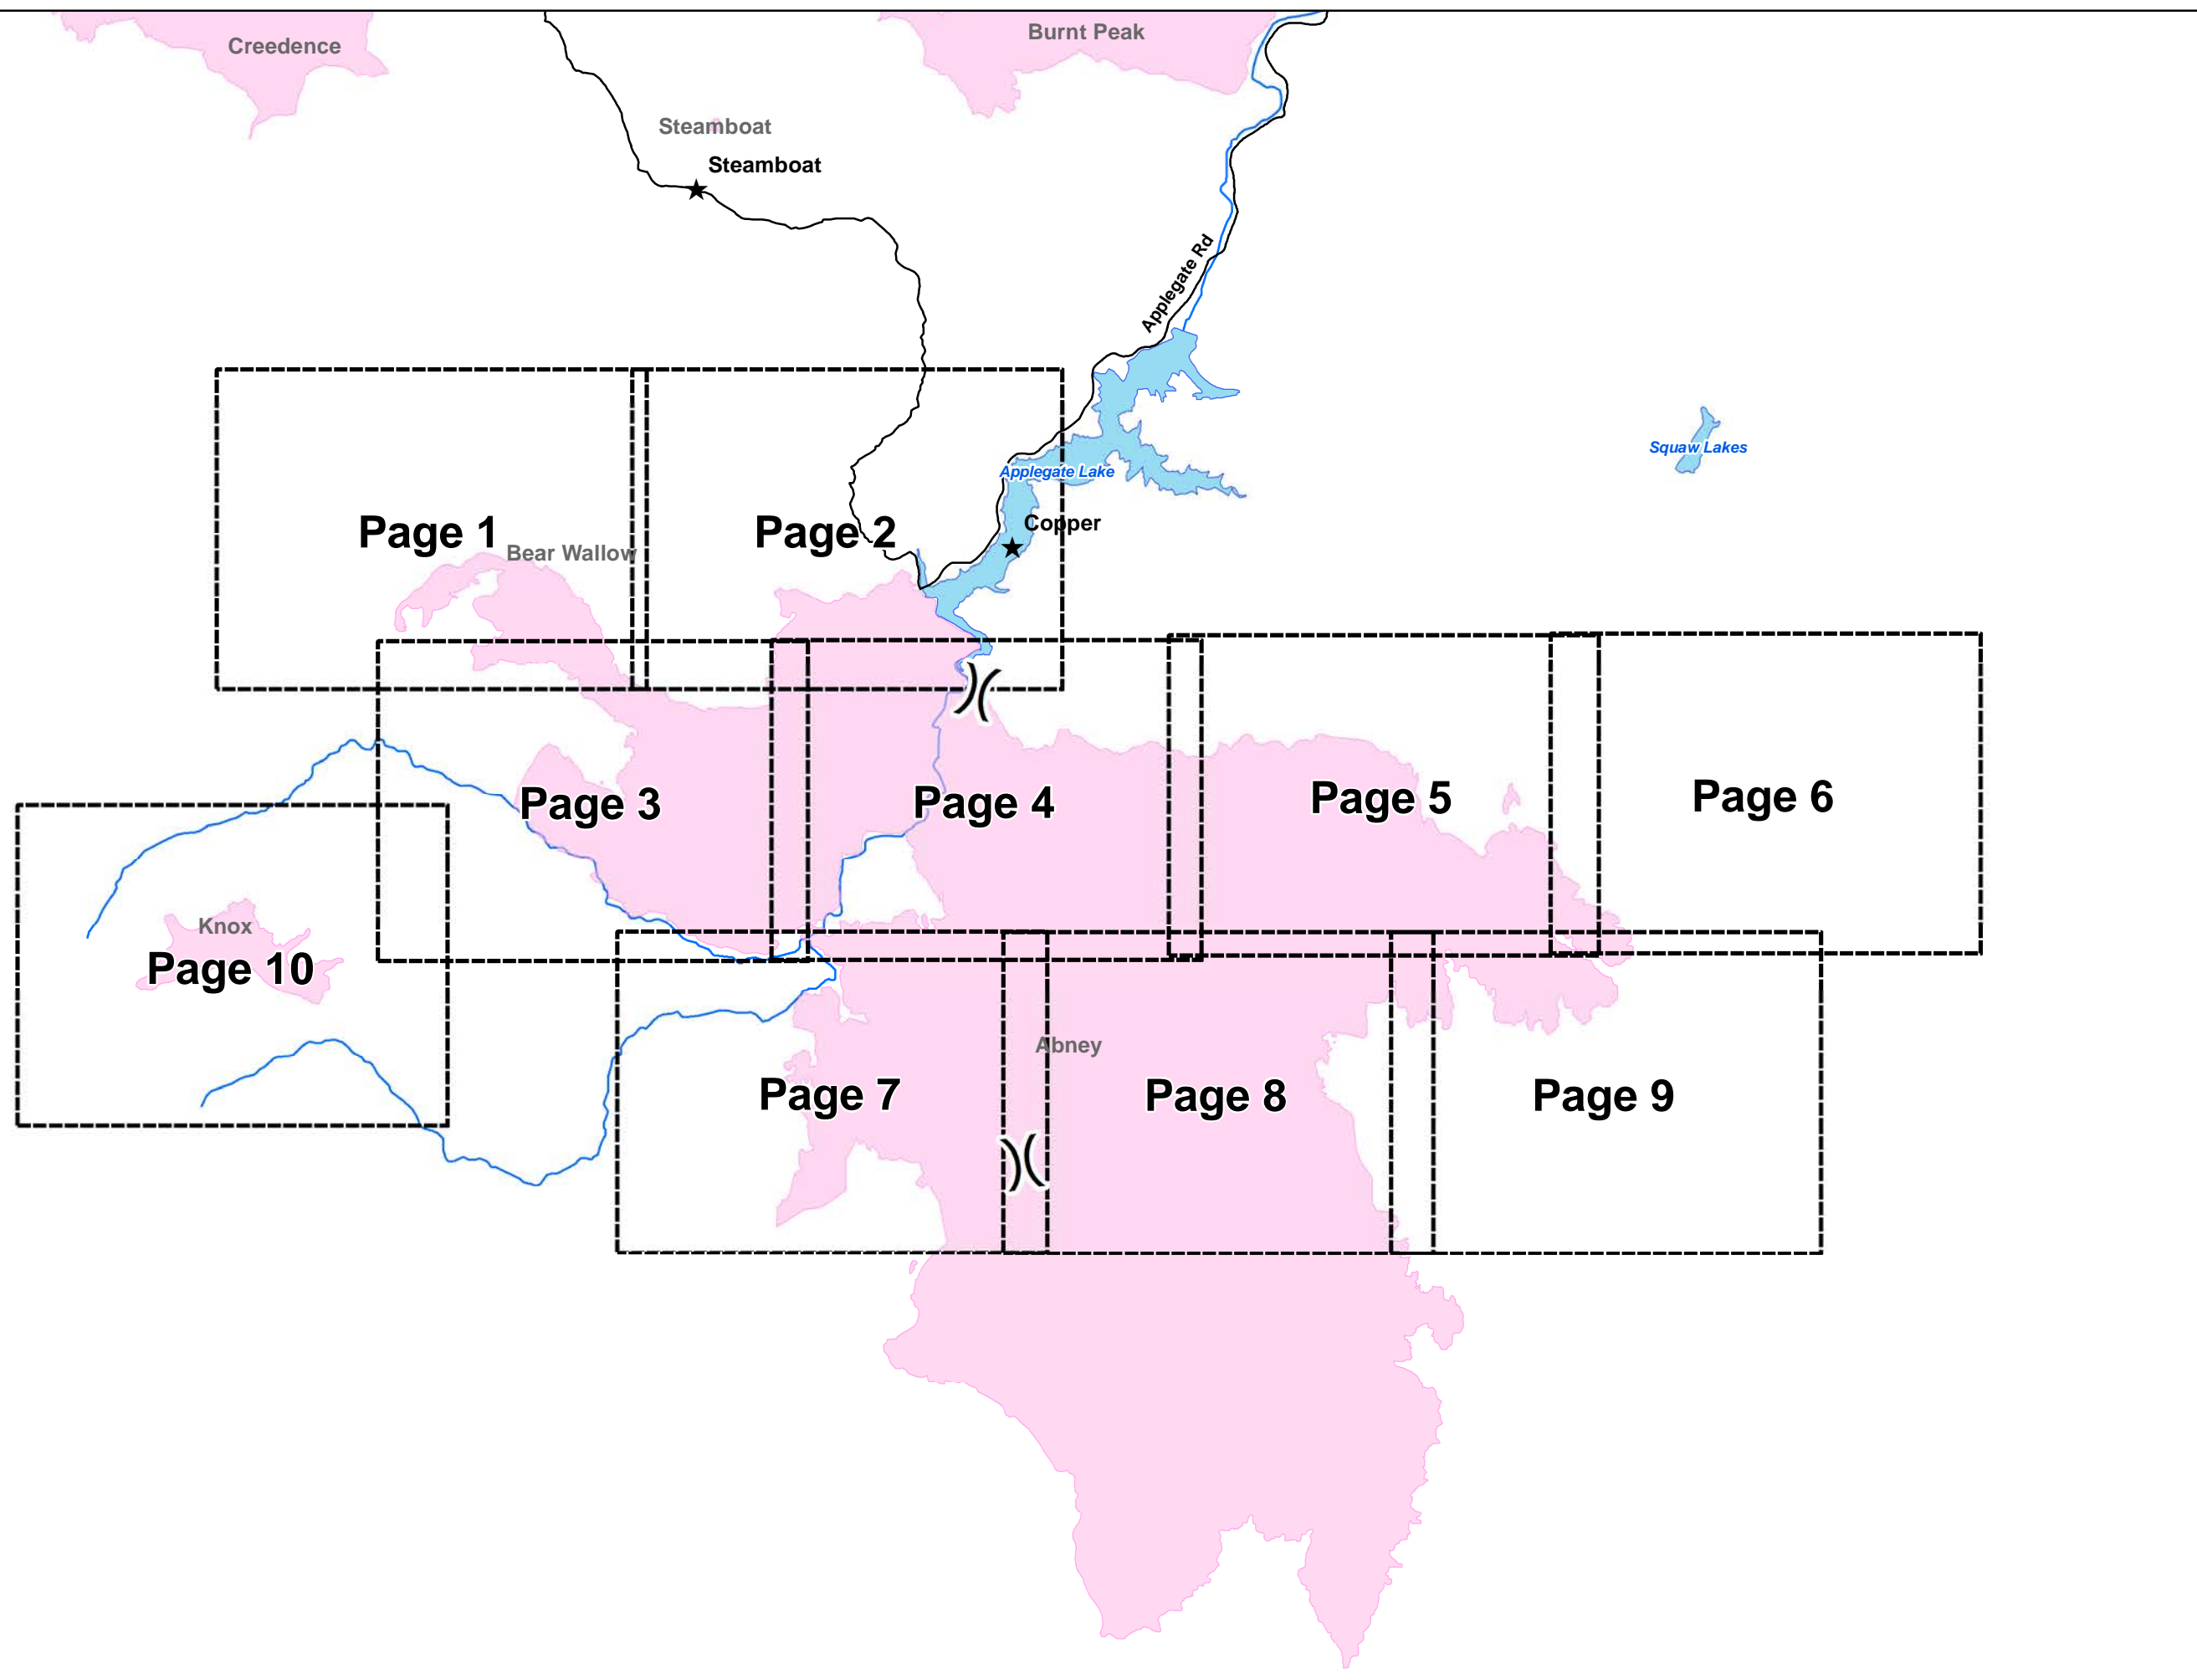 Creedence
Burnt Peak
Steamboat
Steamboat
Applegate Rd
Squaw Lakes
Applegate Lake
Copper
Page 1
Page 2
Bear Wallow
Page 3
Page 4
Page 5
Page 6
Knox
Page 10
Abney
Page 7
Page 8
Page 9